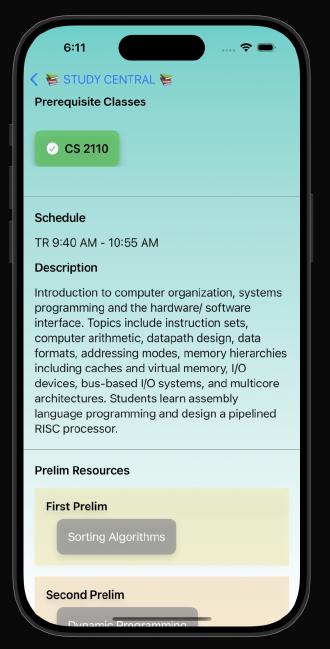 6:11
STUDY CENTRAL
Prerequisite Classes
CS 2110
Schedule
TR 9:40 AM - 10:55 AM
Description
Introduction to computer organization, systems
programming and the hardware/ software
interface. Topics include instruction sets,
computer arithmetic, datapath design, data
formats, addressing modes, memory hierarchies
including caches and virtual memory, I/O
devices, bus-based I/O systems, and multicore
architectures. Students learn assembly
language programming and design a pipelined
RISC processor.
Prelim Resources
First Prelim
Sorting Algorithms
Second Prelim
Dynamic Programming